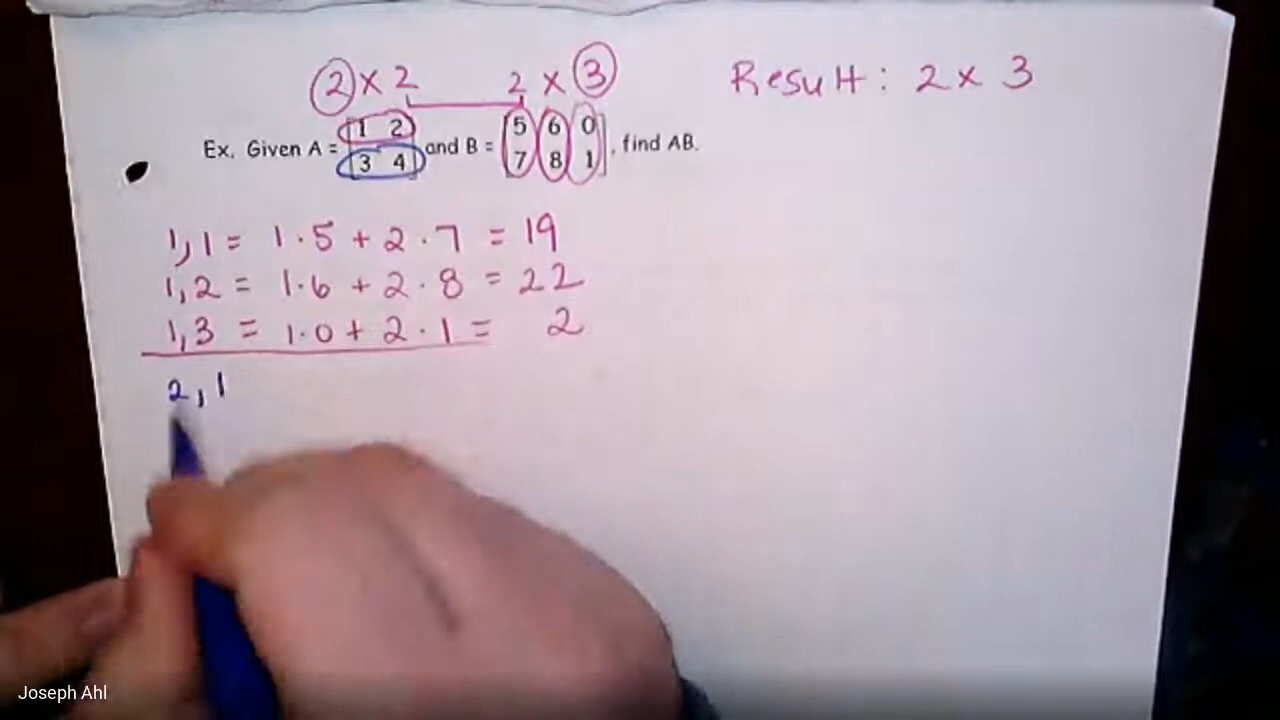 2 x 2 2 x 3 Result: 2 x 3
Ex. Given A = [1 2 and B = [5 6 0], find AB.
[3 4] 7 8 1]
1,1 = 1·5 + 2·7 = 19
1,2 = 1·6 + 2·8 = 22
1,3 = 1·0 + 2·1 = 2
2,1
Joseph Ahl